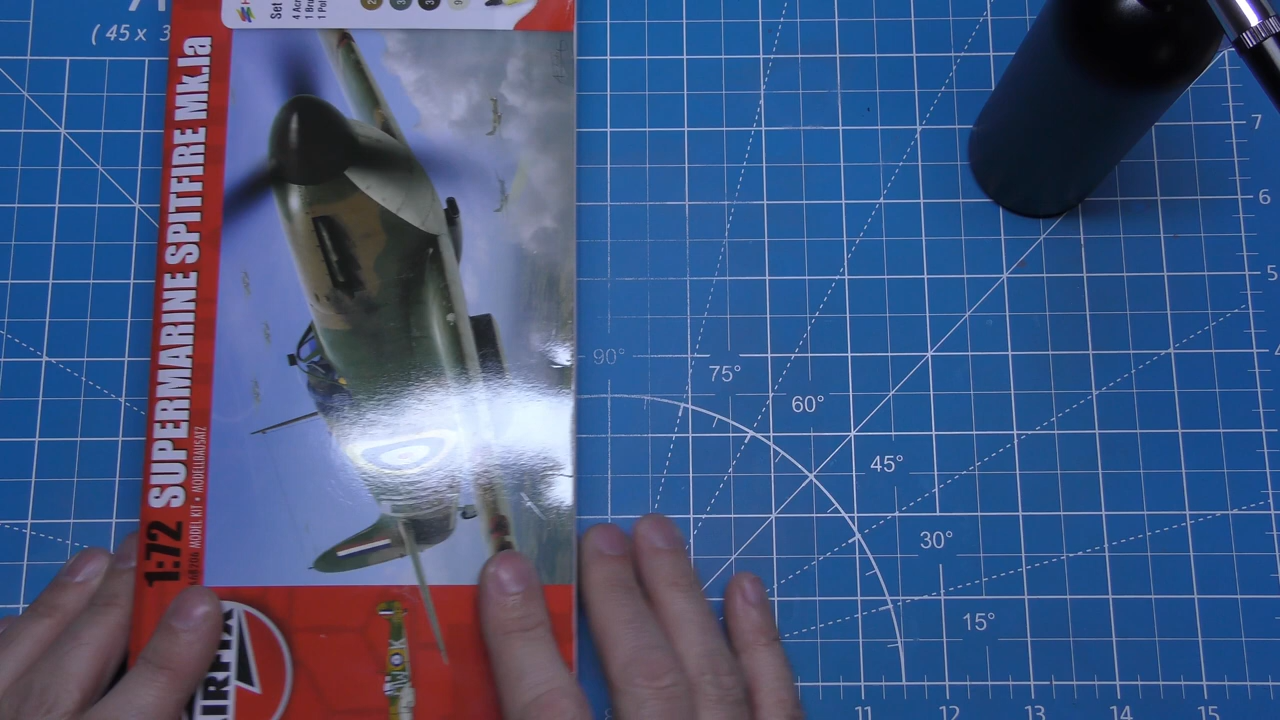 (45 x 3
Set
4 Acr
1 Bru
1 Pol
1:72 SUPERMARINE SPITFIRE Mk.Ia
MODEL KIT • MODELLBAUSATZ
AIRFIX
90°
75°
60°
45°
30°
15°
7
6
5
4
11
12
13
14
15